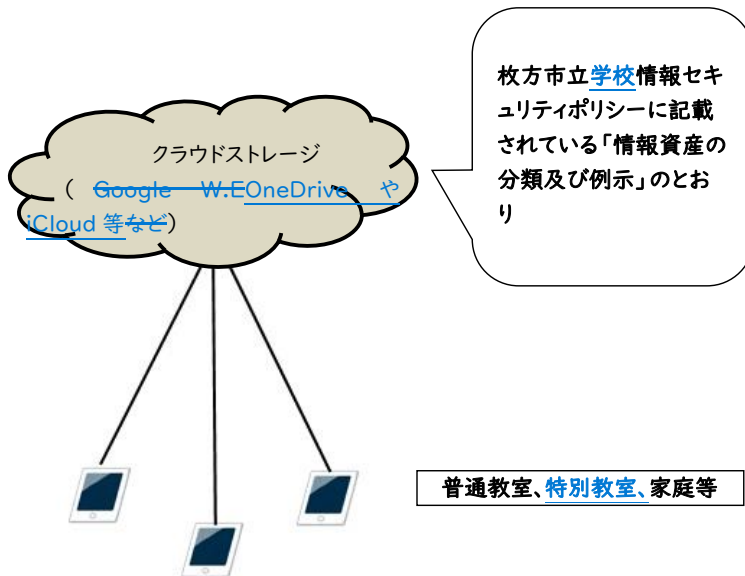 クラウドストレージ
( Google W.EOneDrive や
iCloud 等など)
枚方市立学校情報セキ
ュリティポリシーに記載
されている「情報資産の
分類及び例示」のとお
り
普通教室、特別教室、家庭等